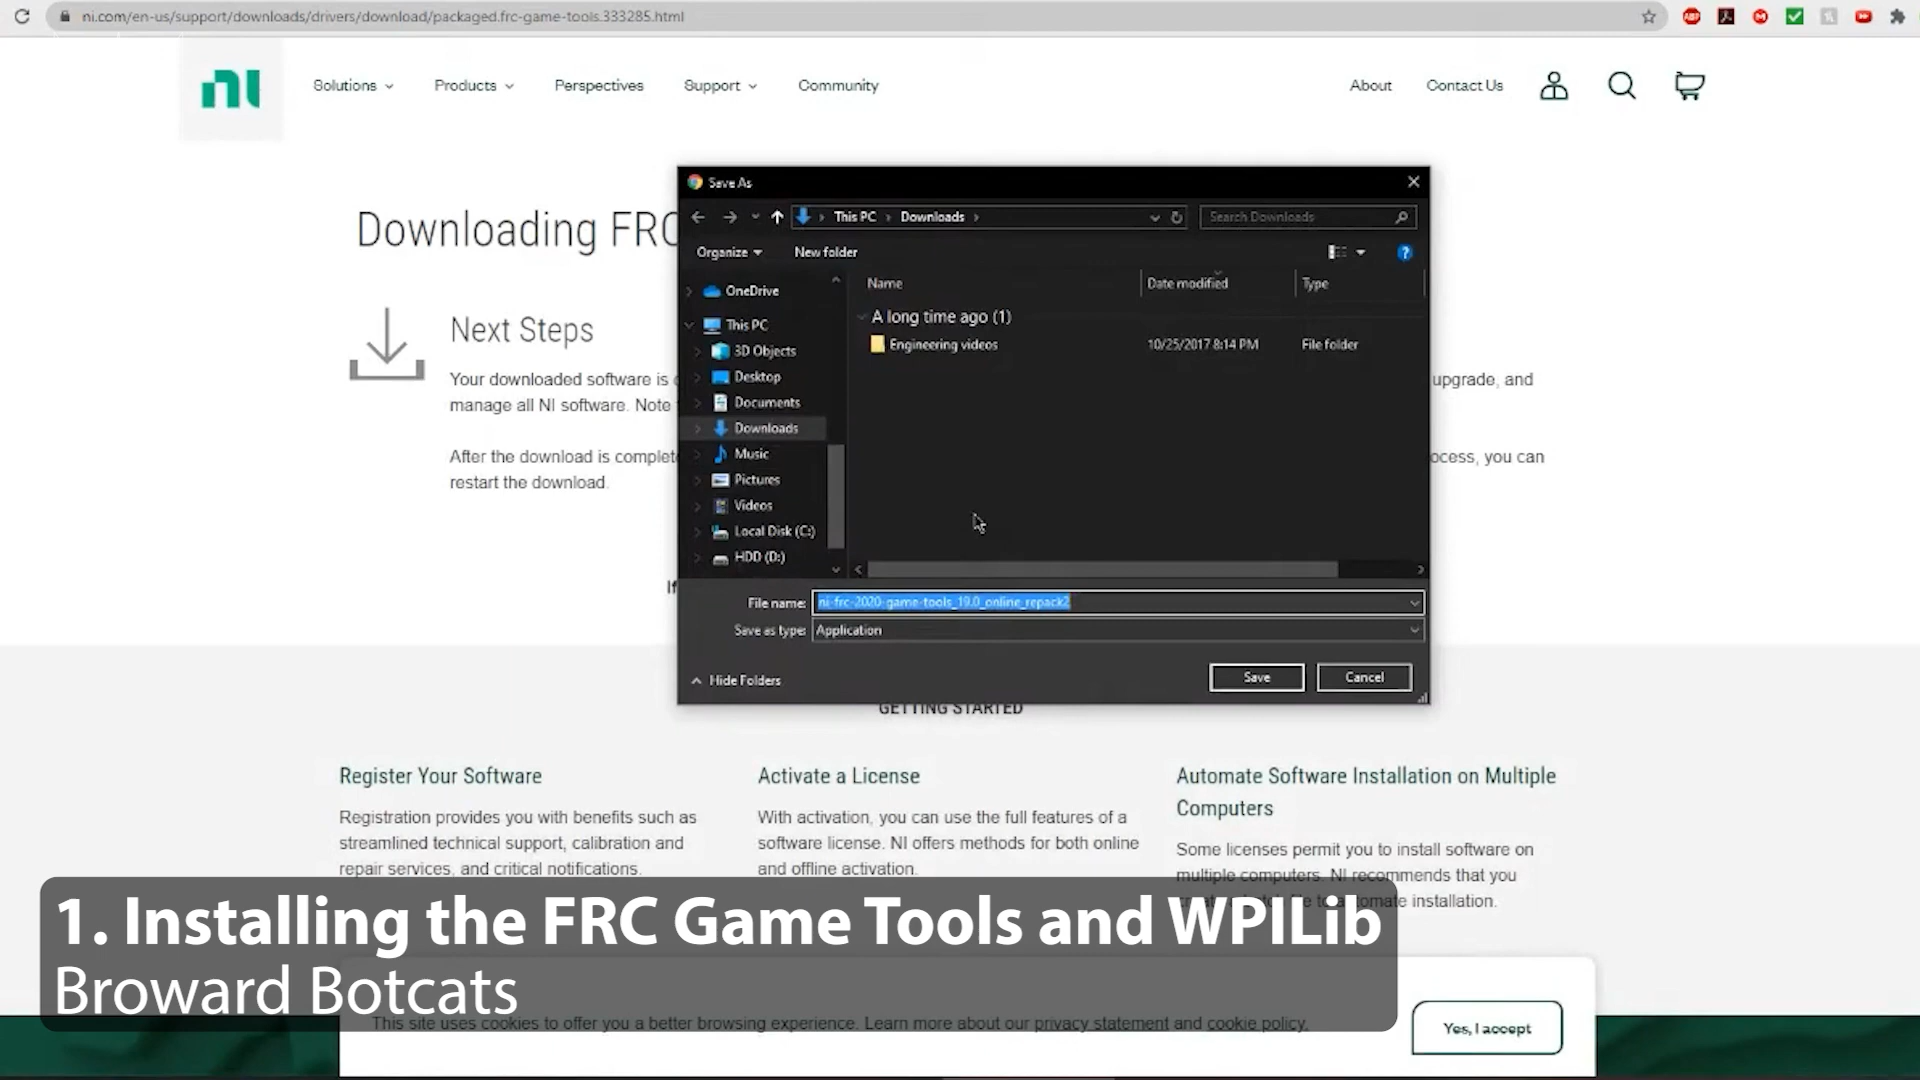 ni.com/en-us/support/downloads/drivers/download/packaged.frc-game-tools.333285.html
ABP
ni
Solutions
Products
Perspectives
Support
Community
About
Contact Us
Save As
This PC
Downloads
Search Downloads
Organize
New folder
?
Downloading FRC
Next Steps
Your downloaded software is
upgrade, and
manage all NI software. Note
After the download is complet
ocess, you can
restart the download.
If
OneDrive
This PC
3D Objects
Desktop
Documents
Downloads
Music
Pictures
Videos
Local Disk (C:)
HDD (D:)
Name
Date modified
Type
A long time ago (1)
Engineering videos
10/25/2017 8:14 PM
File folder
File name:
ni-frc-2020-game-tools_19.0_online_repack2
Save as type:
Application
Hide Folders
Save
Cancel
GETTING STARTED
Register Your Software
Registration provides you with benefits such as
streamlined technical support, calibration and
repair services, and critical notifications.
Activate a License
With activation, you can use the full features of a
software license. NI offers methods for both online
and offline activation.
Automate Software Installation on Multiple
Computers
Some licenses permit you to install software on
multiple computers. NI recommends that you
installation.
1. Installing the FRC Game Tools and WPILib
Broward Botcats
This site uses cookies to offer you a better browsing experience. Learn more about our privacy statement and cookie policy.
Yes, I accept